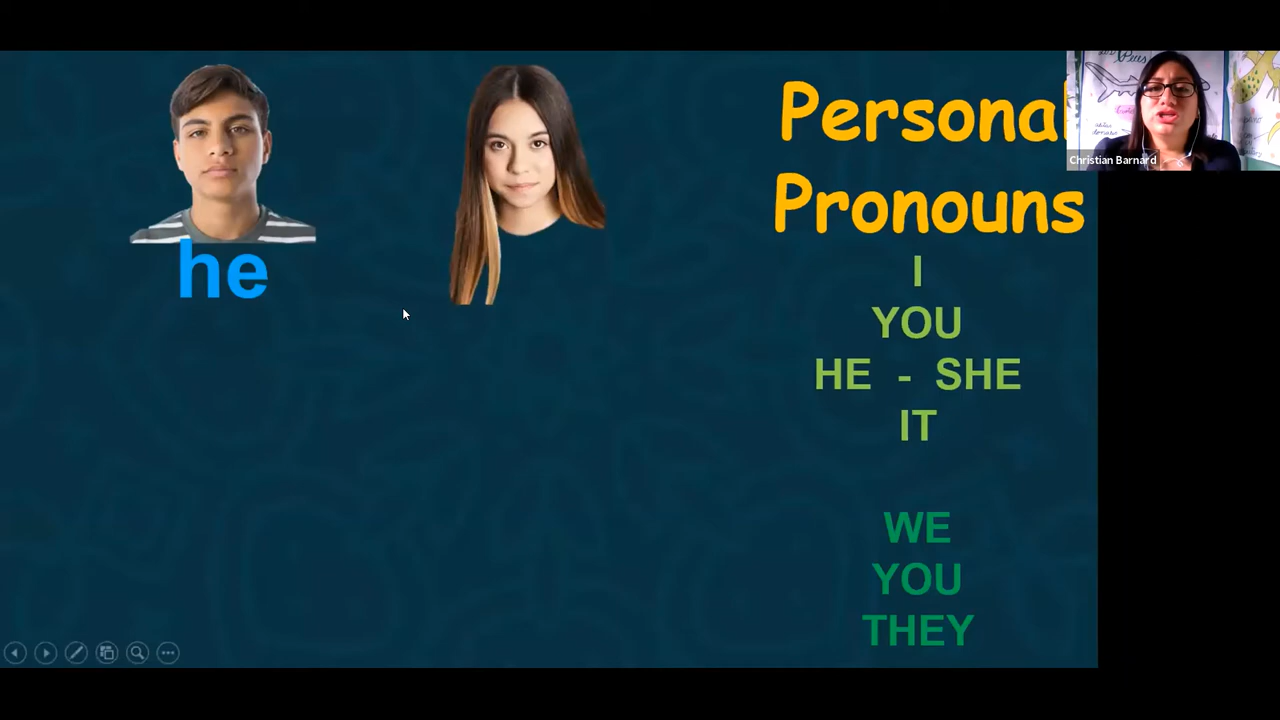 he
Personal
Pronouns
I
YOU
HE - SHE
IT
WE
YOU
THEY
Christian Barnard